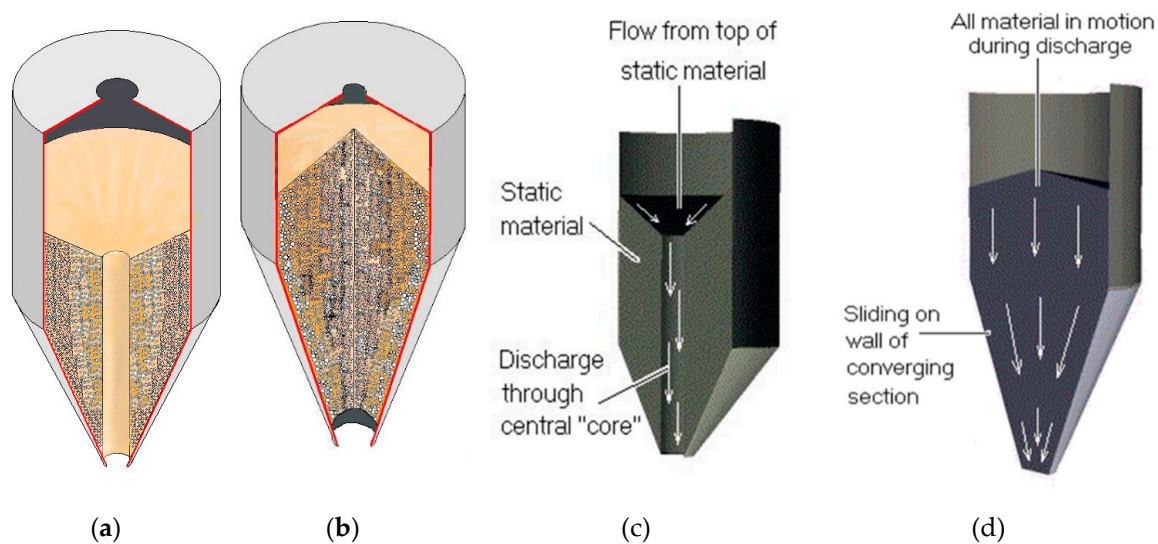 Flow from top of
static material
Static
material
Discharge
through
central "core"
All material in motion
during discharge
Sliding on
wall of
converging
section
(a)
(b)
(c)
(d)